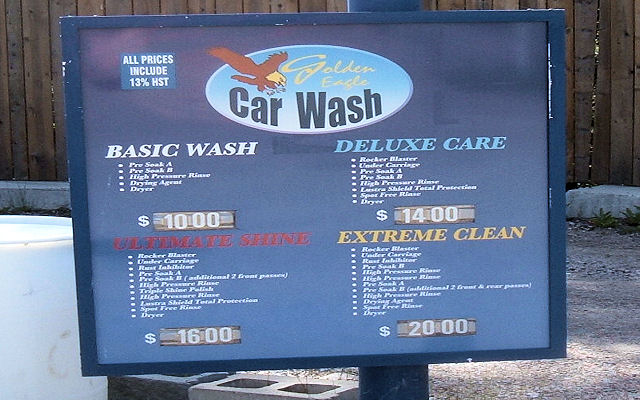 ALL PRICES
INCLUDE
13% HST
Golden
Eagle
Car Wash
BASIC WASH
Pre Soak A
Pre Soak B
High Pressure Rinse
Drying Agent
Dryer
$ 10.00
DELUXE CARE
Rocker Blaster
Under Carriage
Pre Soak A
Pre Soak B
High Pressure Rinse
Lustra Shield Total Protection
Spot Free Rinse
Dryer
$ 14.00
ULTIMATE SHINE
Rocker Blaster
Under Carriage
Rust Inhibitor
Pre Soak A
Pre Soak B ( additional 2 front passes)
High Pressure Rinse
Triple Shine Polish
High Pressure Rinse
Lustra Shield Total Protection
Spot Free Rinse
Dryer
$ 16.00
EXTREME CLEAN
Rocker Blaster
Under Carriage
Rust Inhibitor
Pre Soak B
High Pressure Rinse
High Pressure Rinse
Pre Soak A
Pre Soak B (additional 2 front & rear passes)
High Pressure Rinse
Drying Agent
Spot Free Rinse
Dryer
$ 20.00